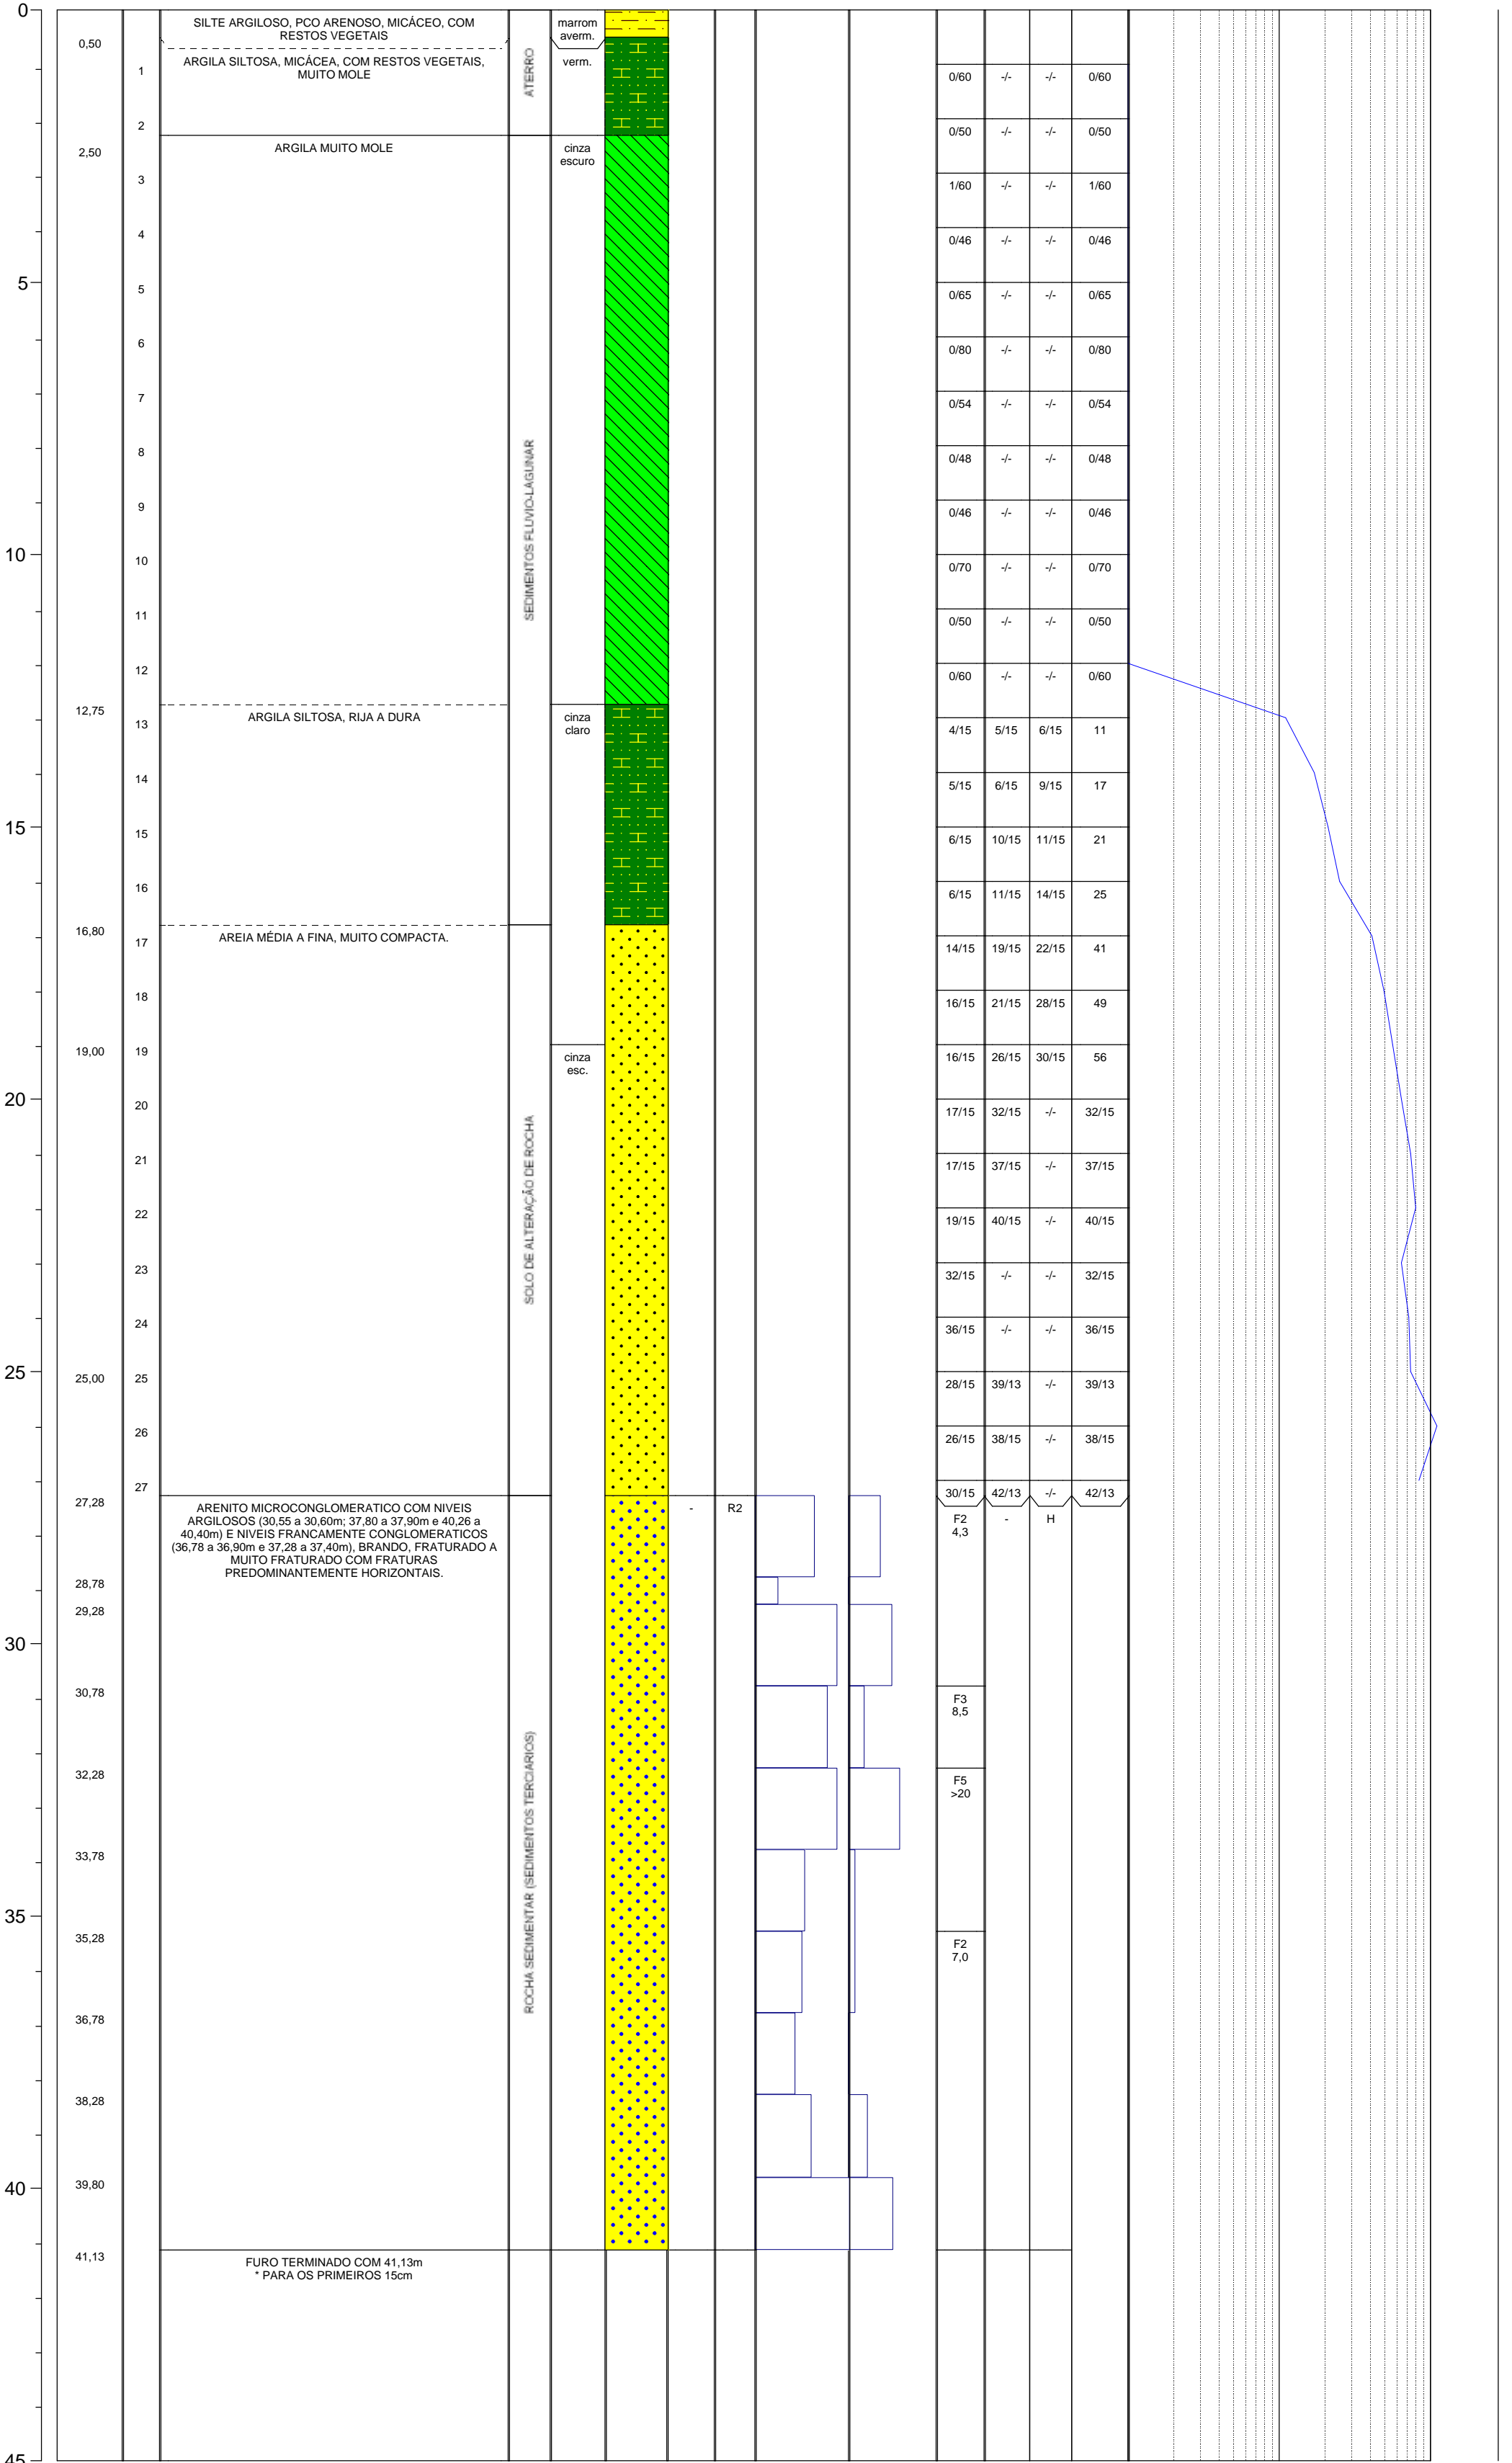 0
SILTE ARGILOSO, PCO ARENOSO, MICÁCEO, COM
RESTOS VEGETAIS
marrom
averm.
0,50
ARGILA SILTOSA, MICÁCEA, COM RESTOS VEGETAIS,
MUITO MOLE
verm.
ATERRO
1
0/60 -/- -/- 0/60
2
0/50 -/- -/- 0/50
2,50
ARGILA MUITO MOLE
cinza
escuro
3
1/60 -/- -/- 1/60
4
0/46 -/- -/- 0/46
5
5
0/65 -/- -/- 0/65
6
0/80 -/- -/- 0/80
7
0/54 -/- -/- 0/54
8
0/48 -/- -/- 0/48
SEDIMENTOS FLUVIO-LAGUNAR
9
0/46 -/- -/- 0/46
10
10
0/70 -/- -/- 0/70
11
0/50 -/- -/- 0/50
12
0/60 -/- -/- 0/60
12,75
ARGILA SILTOSA, RIJA A DURA
cinza
claro
13
4/15 5/15 6/15 11
14
5/15 6/15 9/15 17
15
15
6/15 10/15 11/15 21
16
6/15 11/15 14/15 25
16,80
AREIA MÉDIA A FINA, MUITO COMPACTA.
17
14/15 19/15 22/15 41
18
16/15 21/15 28/15 49
19,00
19
cinza
esc.
16/15 26/15 30/15 56
20
20
17/15 32/15 -/- 32/15
21
17/15 37/15 -/- 37/15
SOLO DE ALTERAÇÃO DE ROCHA
22
19/15 40/15 -/- 40/15
23
32/15 -/- -/- 32/15
24
36/15 -/- -/- 36/15
25
25,00
25
28/15 39/13 -/- 39/13
26
26/15 38/15 -/- 38/15
27
30/15 42/13 -/- 42/13
27,28
ARENITO MICROCONGLOMERATICO COM NIVEIS
ARGILOSOS (30,55 a 30,60m; 37,80 a 37,90m e 40,26 a
40,40m) E NIVEIS FRANCAMENTE CONGLOMERATICOS
(36,78 a 36,90m e 37,28 a 37,40m), BRANDO, FRATURADO A
MUITO FRATURADO COM FRATURAS
PREDOMINANTEMENTE HORIZONTAIS.
- R2
F2 - H
4,3
28,78
29,28
30
30,78
F3
8,5
32,28
F5
>20
33,78
ROCHA SEDIMENTAR (SEDIMENTOS TERCIARIOS)
35
35,28
F2
7,0
36,78
38,28
39,80
40
41,13
FURO TERMINADO COM 41,13m
* PARA OS PRIMEIROS 15cm
45